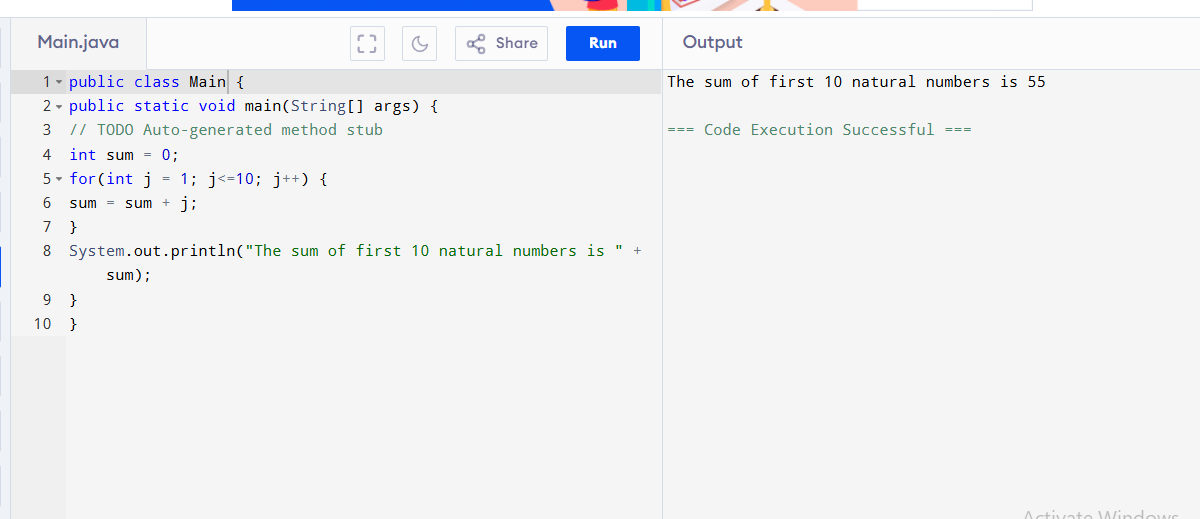 Main.java
Share
Run
Output
1 public class Main {
2 public static void main(String[] args) {
3 // TODO Auto-generated method stub
4 int sum = 0;
5 for(int j = 1; j<=10; j++) {
6 sum = sum + j;
7 }
8 System.out.println("The sum of first 10 natural numbers is " +
sum);
9 }
10 }
The sum of first 10 natural numbers is 55
=== Code Execution Successful ===
Activate Windows